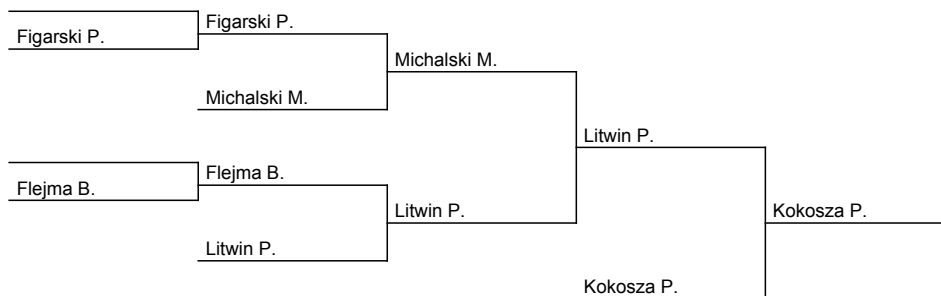 Figarski P.
Figarski P.
Michalski M.
Michalski M.
Litwin P.
Flejma B.
Flejma B.
Litwin P.
Kokosza P.
Litwin P.
Kokosza P.